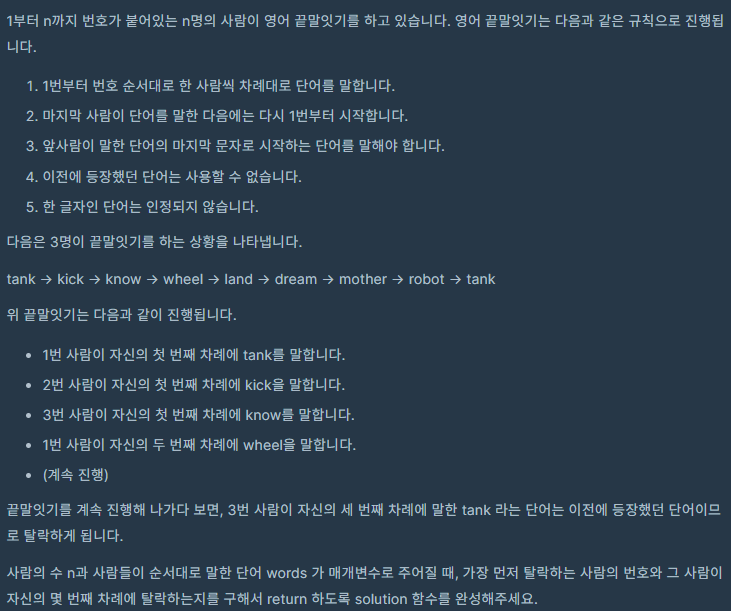 1부터 n까지 번호가 붙어있는 n명의 사람이 영어 끝말잇기를 하고 있습니다. 영어 끝말잇기는 다음과 같은 규칙으로 진행됩
니다.
1. 1번부터 번호 순서대로 한 사람씩 차례대로 단어를 말합니다.
2. 마지막 사람이 단어를 말한 다음에는 다시 1번부터 시작합니다.
3. 앞사람이 말한 단어의 마지막 문자로 시작하는 단어를 말해야 합니다.
4. 이전에 등장했던 단어는 사용할 수 없습니다.
5. 한 글자인 단어는 인정되지 않습니다.
다음은 3명이 끝말잇기를 하는 상황을 나타냅니다.
tank → kick → know → wheel → land → dream → mother → robot → tank
위 끝말잇기는 다음과 같이 진행됩니다.
• 1번 사람이 자신의 첫 번째 차례에 tank를 말합니다.
• 2번 사람이 자신의 첫 번째 차례에 kick을 말합니다.
• 3번 사람이 자신의 첫 번째 차례에 know를 말합니다.
• 1번 사람이 자신의 두 번째 차례에 wheel을 말합니다.
• (계속 진행)
끝말잇기를 계속 진행해 나가다 보면, 3번 사람이 자신의 세 번째 차례에 말한 tank 라는 단어는 이전에 등장했던 단어이므
로 탈락하게 됩니다.
사람의 수 n과 사람들이 순서대로 말한 단어 words 가 매개변수로 주어질 때, 가장 먼저 탈락하는 사람의 번호와 그 사람이
자신의 몇 번째 차례에 탈락하는지를 구해서 return 하도록 solution 함수를 완성해주세요.